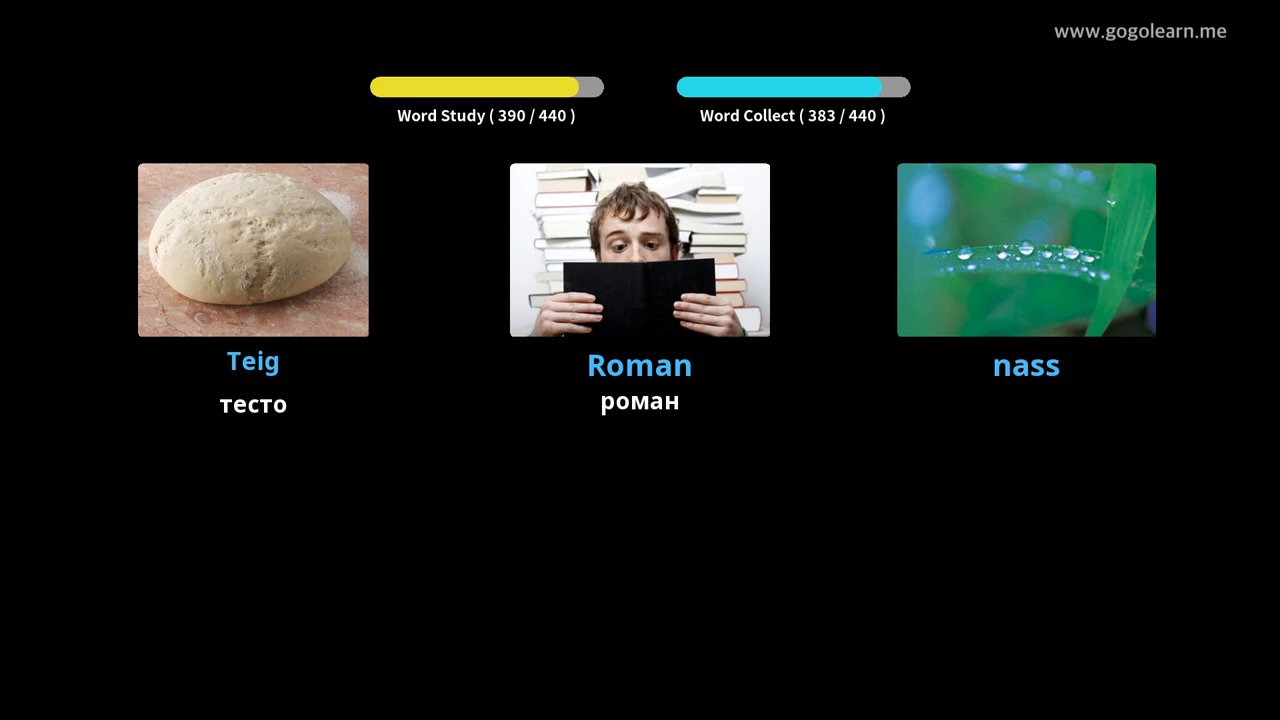 www.gogolearn.me
Word Study ( 390 / 440 )
Word Collect ( 383 / 440 )
Teig
тесто
Roman
роман
nass